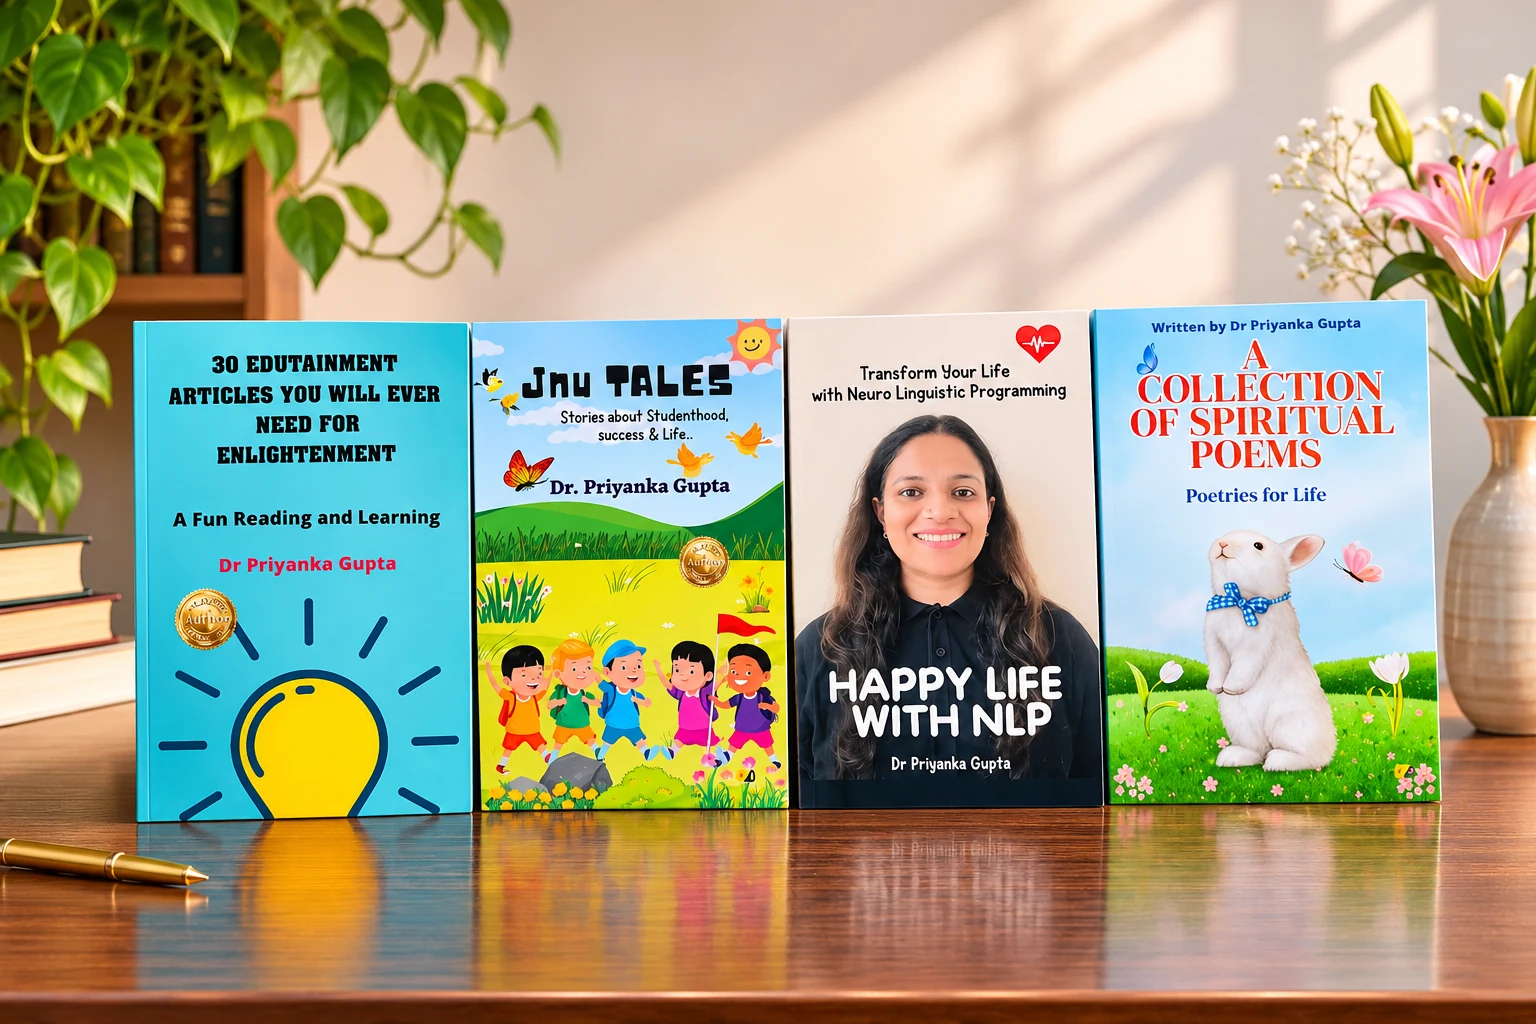 30 EDUTAINMENT
ARTICLES YOU WILL EVER
NEED FOR
ENLIGHTENMENT
A Fun Reading and Learning
Dr Priyanka Gupta
Author
Jnu TALES
Stories about Studenthood,
success & Life..
Dr. Priyanka Gupta
Author
Transform Your Life
with Neuro Linguistic Programming
HAPPY LIFE
WITH NLP
Dr Priyanka Gupta
Written by Dr Priyanka Gupta
A
COLLECTION
OF SPIRITUAL
POEMS
Poetries for Life